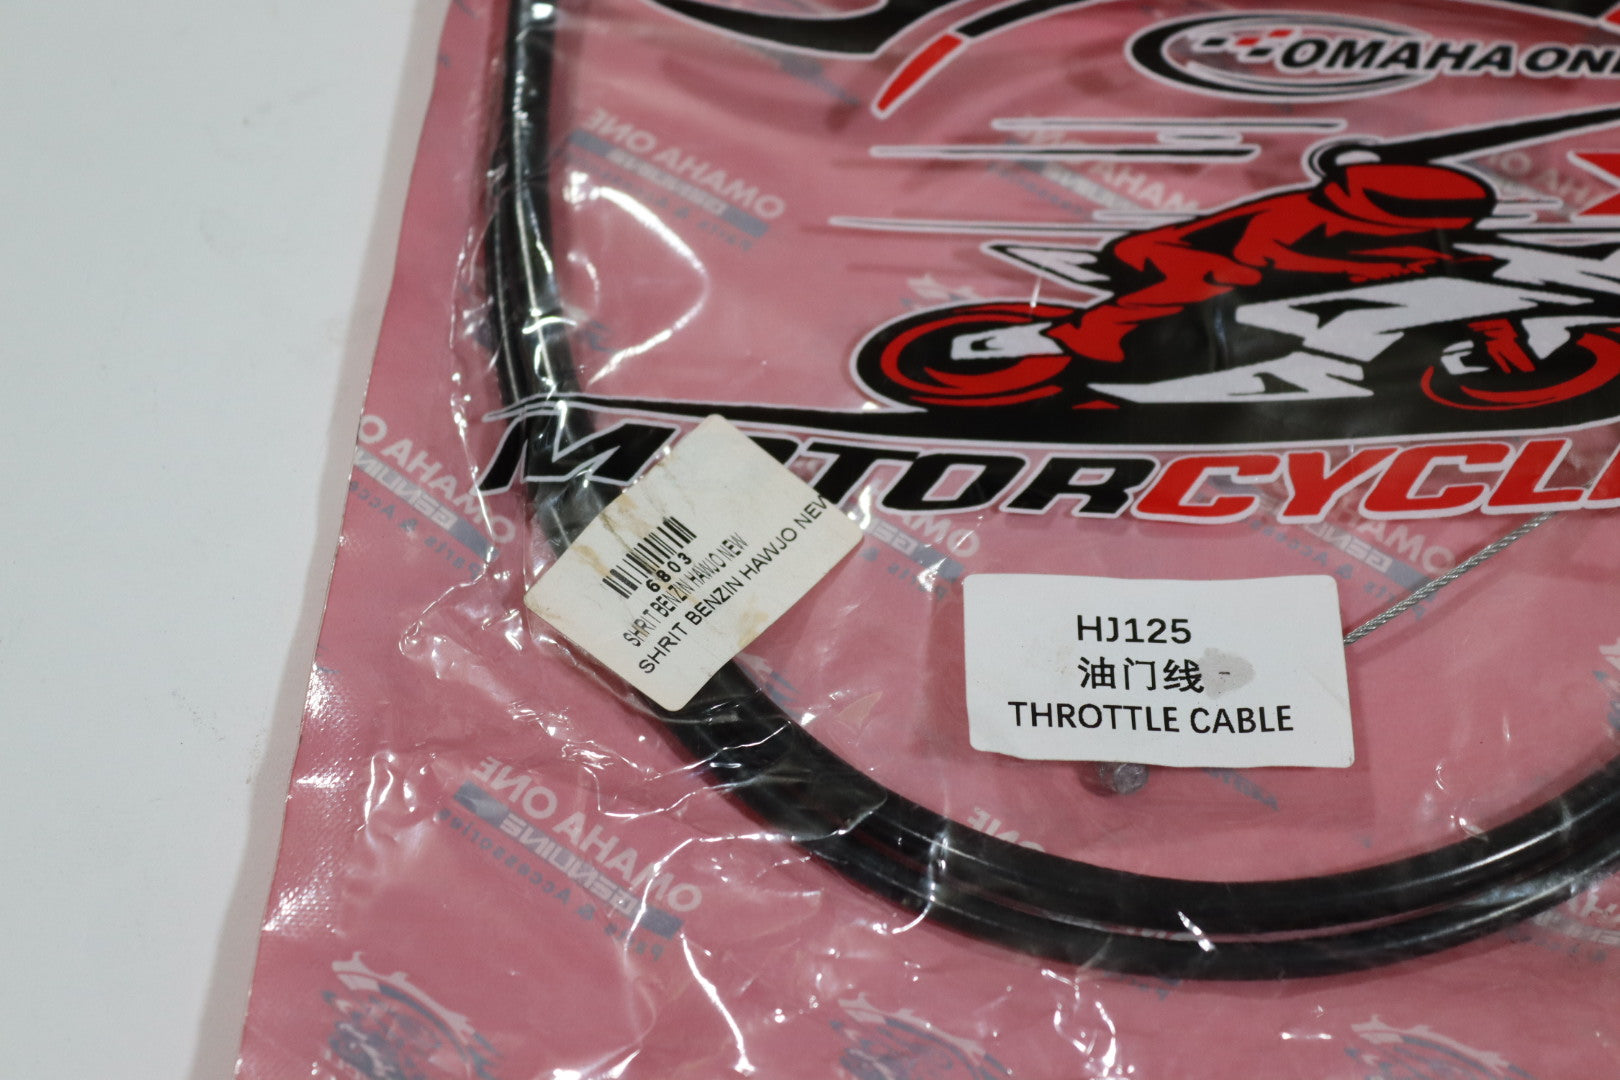 OMAHA ONE
MOTORCYCL
6803
SHRIT BENZIN HAWJO NEW
SHRIT BENZIN HAWJO NEW
HJ125
油门线
THROTTLE CABLE
OMAHA ONE
GENUINE
Parts & Accessories